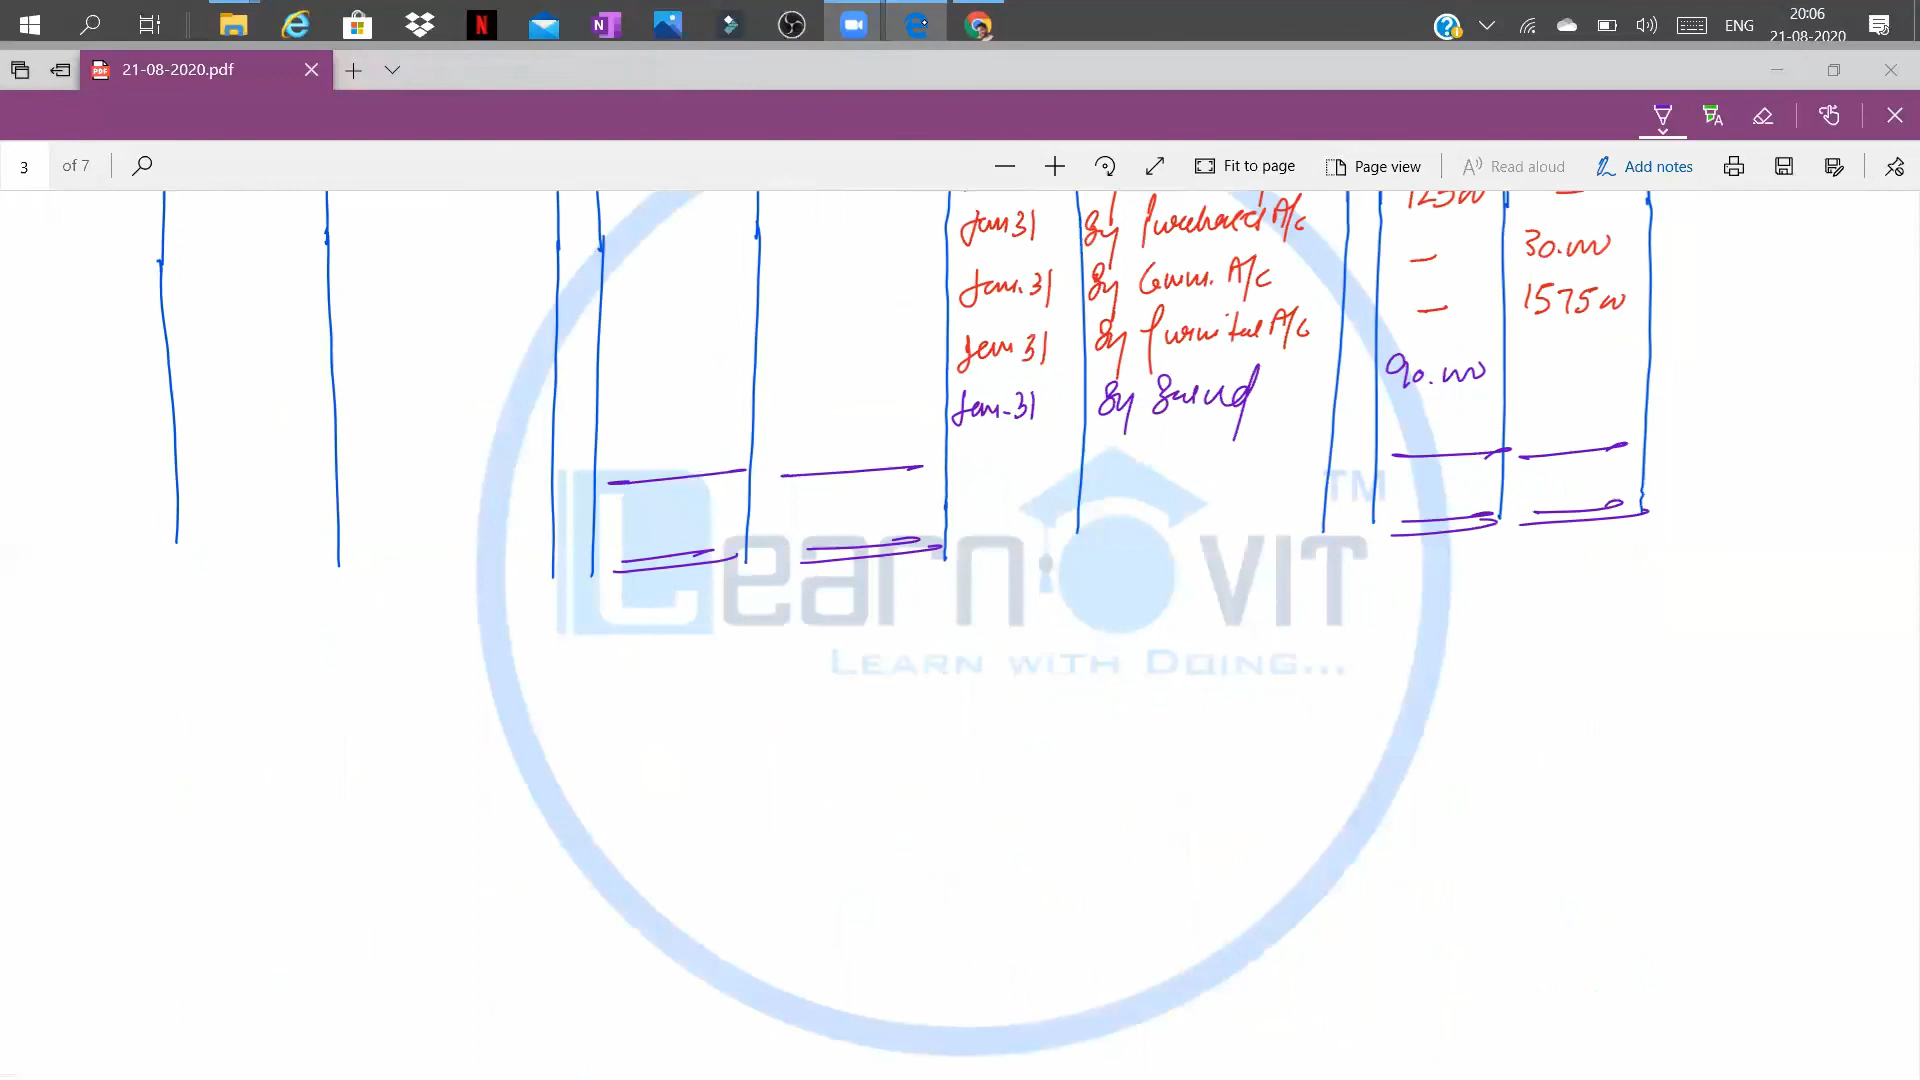 ENG
20:06
21-08-2020
21-08-2020.pdf
3 of 7
Fit to page
Page view
Read aloud
Add notes
Jan 31 By Purchases A/c
30.000
Jan. 31 By Comm. A/c
15750
Jan 31 By Furniture A/c
90.000
Jan. 31 By
LearnoVIT TM
LEARN WITH DOING...